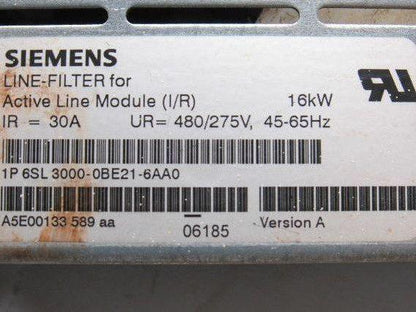 SIEMENS
LINE-FILTER for
Active Line Module (I/R) 16kW
IR = 30A UR= 480/275V, 45-65Hz
1P 6SL 3000-0BE21-6AA0
A5E00133 589 aa 06185 Version A